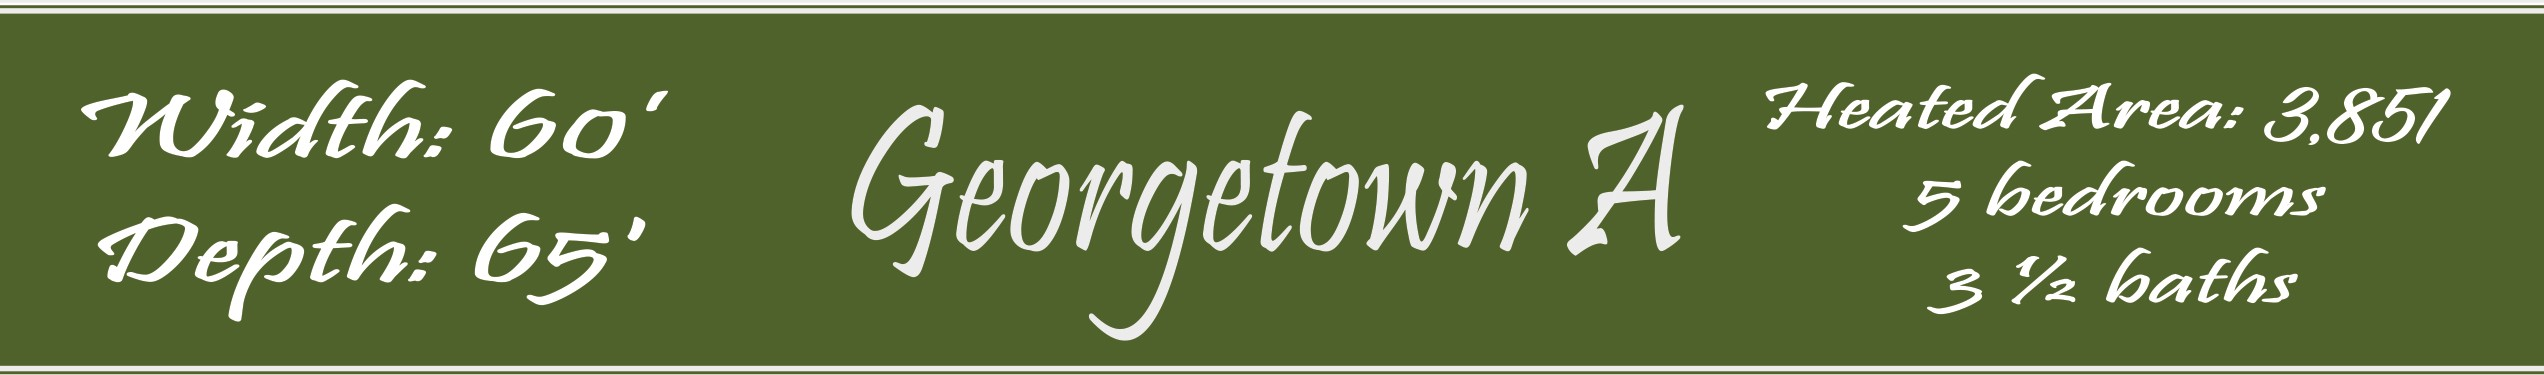 Width: 60‘
Depth: 65’
Georgetown A
Heated Area: 3,851
5 bedrooms
3 ½ baths